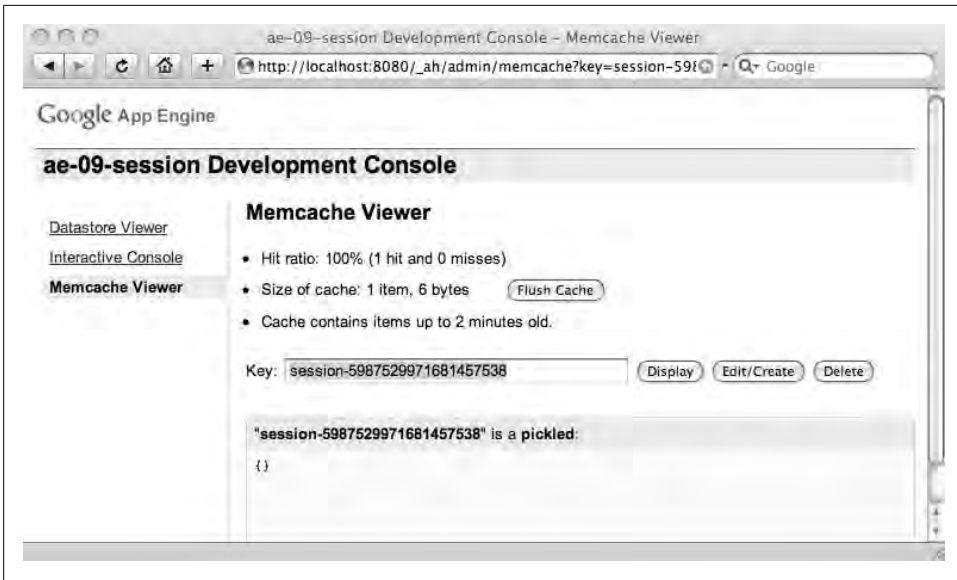 ae-09-session Development Console – Memcache Viewer
http://localhost:8080/_ah/admin/memcache?key=session-598
Google
Google App Engine
ae-09-session Development Console
Datastore Viewer
Interactive Console
Memcache Viewer
Memcache Viewer
• Hit ratio: 100% (1 hit and 0 misses)
• Size of cache: 1 item, 6 bytes Flush Cache
• Cache contains items up to 2 minutes old.
Key: session-5987529971681457538 Display Edit/Create Delete
"session-5987529971681457538" is a pickled:
{}